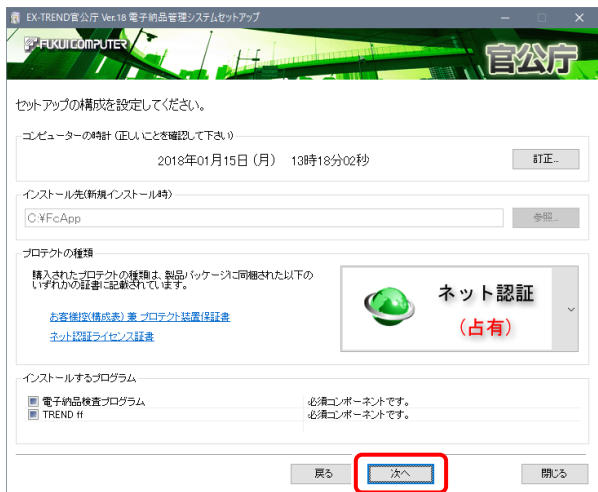 EX-TREND官公庁 Ver.18 電子納品管理システムセットアップ
FUKUI COMPUTER
官公庁
セットアップの構成を設定してください。
コンピューターの時計 (正しいことを確認して下さい)
2018年01月15日 (月) 13時18分02秒
訂正...
インストール先(新規インストール時)
C:¥FcApp
参照...
プロテクトの種類
購入されたプロテクトの種類は、製品パッケージに同梱された以下の
いずれかの証書に記載されています。
ネット認証
(占有)
お客様控(構成表) 兼 プロテクト装置保証書
ネット認証ライセンス証書
インストールするプログラム
電子納品検査プログラム 必須コンポーネントです。
TREND ff 必須コンポーネントです。
戻る 次へ 閉じる